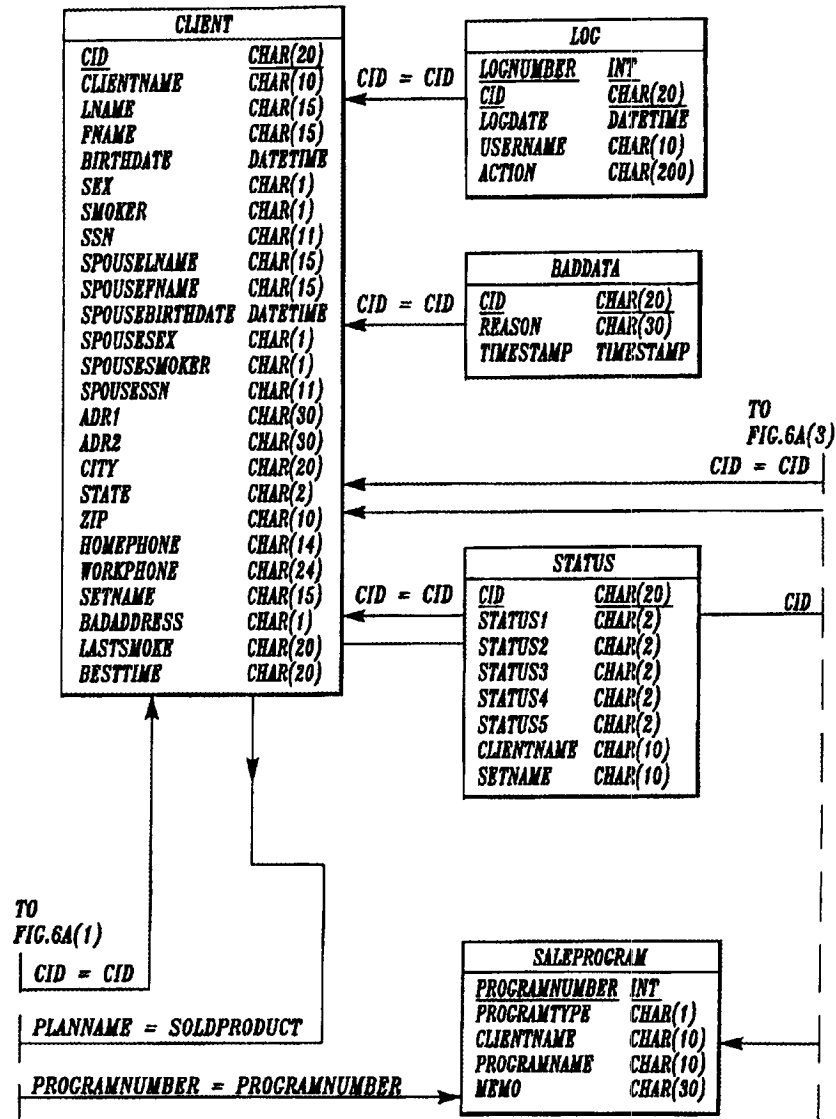 CLIENT
CID CHAR(20)
CLIENTNAME CHAR(10)
LNAME CHAR(15)
FNAME CHAR(15)
BIRTHDATE DATETIME
SEX CHAR(1)
SMOKER CHAR(1)
SSN CHAR(11)
SPOUSELNAME CHAR(15)
SPOUSEFNAME CHAR(15)
SPOUSEBIRTHDATE DATETIME
SPOUSESEX CHAR(1)
SPOUSESMOKER CHAR(1)
SPOUSESSN CHAR(11)
ADR1 CHAR(30)
ADR2 CHAR(30)
CITY CHAR(20)
STATE CHAR(2)
ZIP CHAR(10)
HOMEPHONE CHAR(14)
WORKPHONE CHAR(24)
SETNAME CHAR(15)
BADADDRESS CHAR(1)
LASTSMOKE CHAR(20)
BESTTIME CHAR(20)
CID = CID
LOG
LOGNUMBER INT
CID CHAR(20)
LOGDATE DATETIME
USERNAME CHAR(10)
ACTION CHAR(200)
CID = CID
BADDATA
CID CHAR(20)
REASON CHAR(30)
TIMESTAMP TIMESTAMP
TO
FIG.6A(3)
CID = CID
CID = CID
STATUS
CID CHAR(20)
STATUS1 CHAR(2)
STATUS2 CHAR(2)
STATUS3 CHAR(2)
STATUS4 CHAR(2)
STATUS5 CHAR(2)
CLIENTNAME CHAR(10)
SETNAME CHAR(10)
CID
TO
FIG.6A(1)
CID = CID
PLANNAME = SOLDPRODUCT
PROGRAMNUMBER = PROGRAMNUMBER
SALEPROGRAM
PROGRAMNUMBER INT
PROGRAMTYPE CHAR(1)
CLIENTNAME CHAR(10)
PROGRAMNAME CHAR(10)
MEMO CHAR(30)